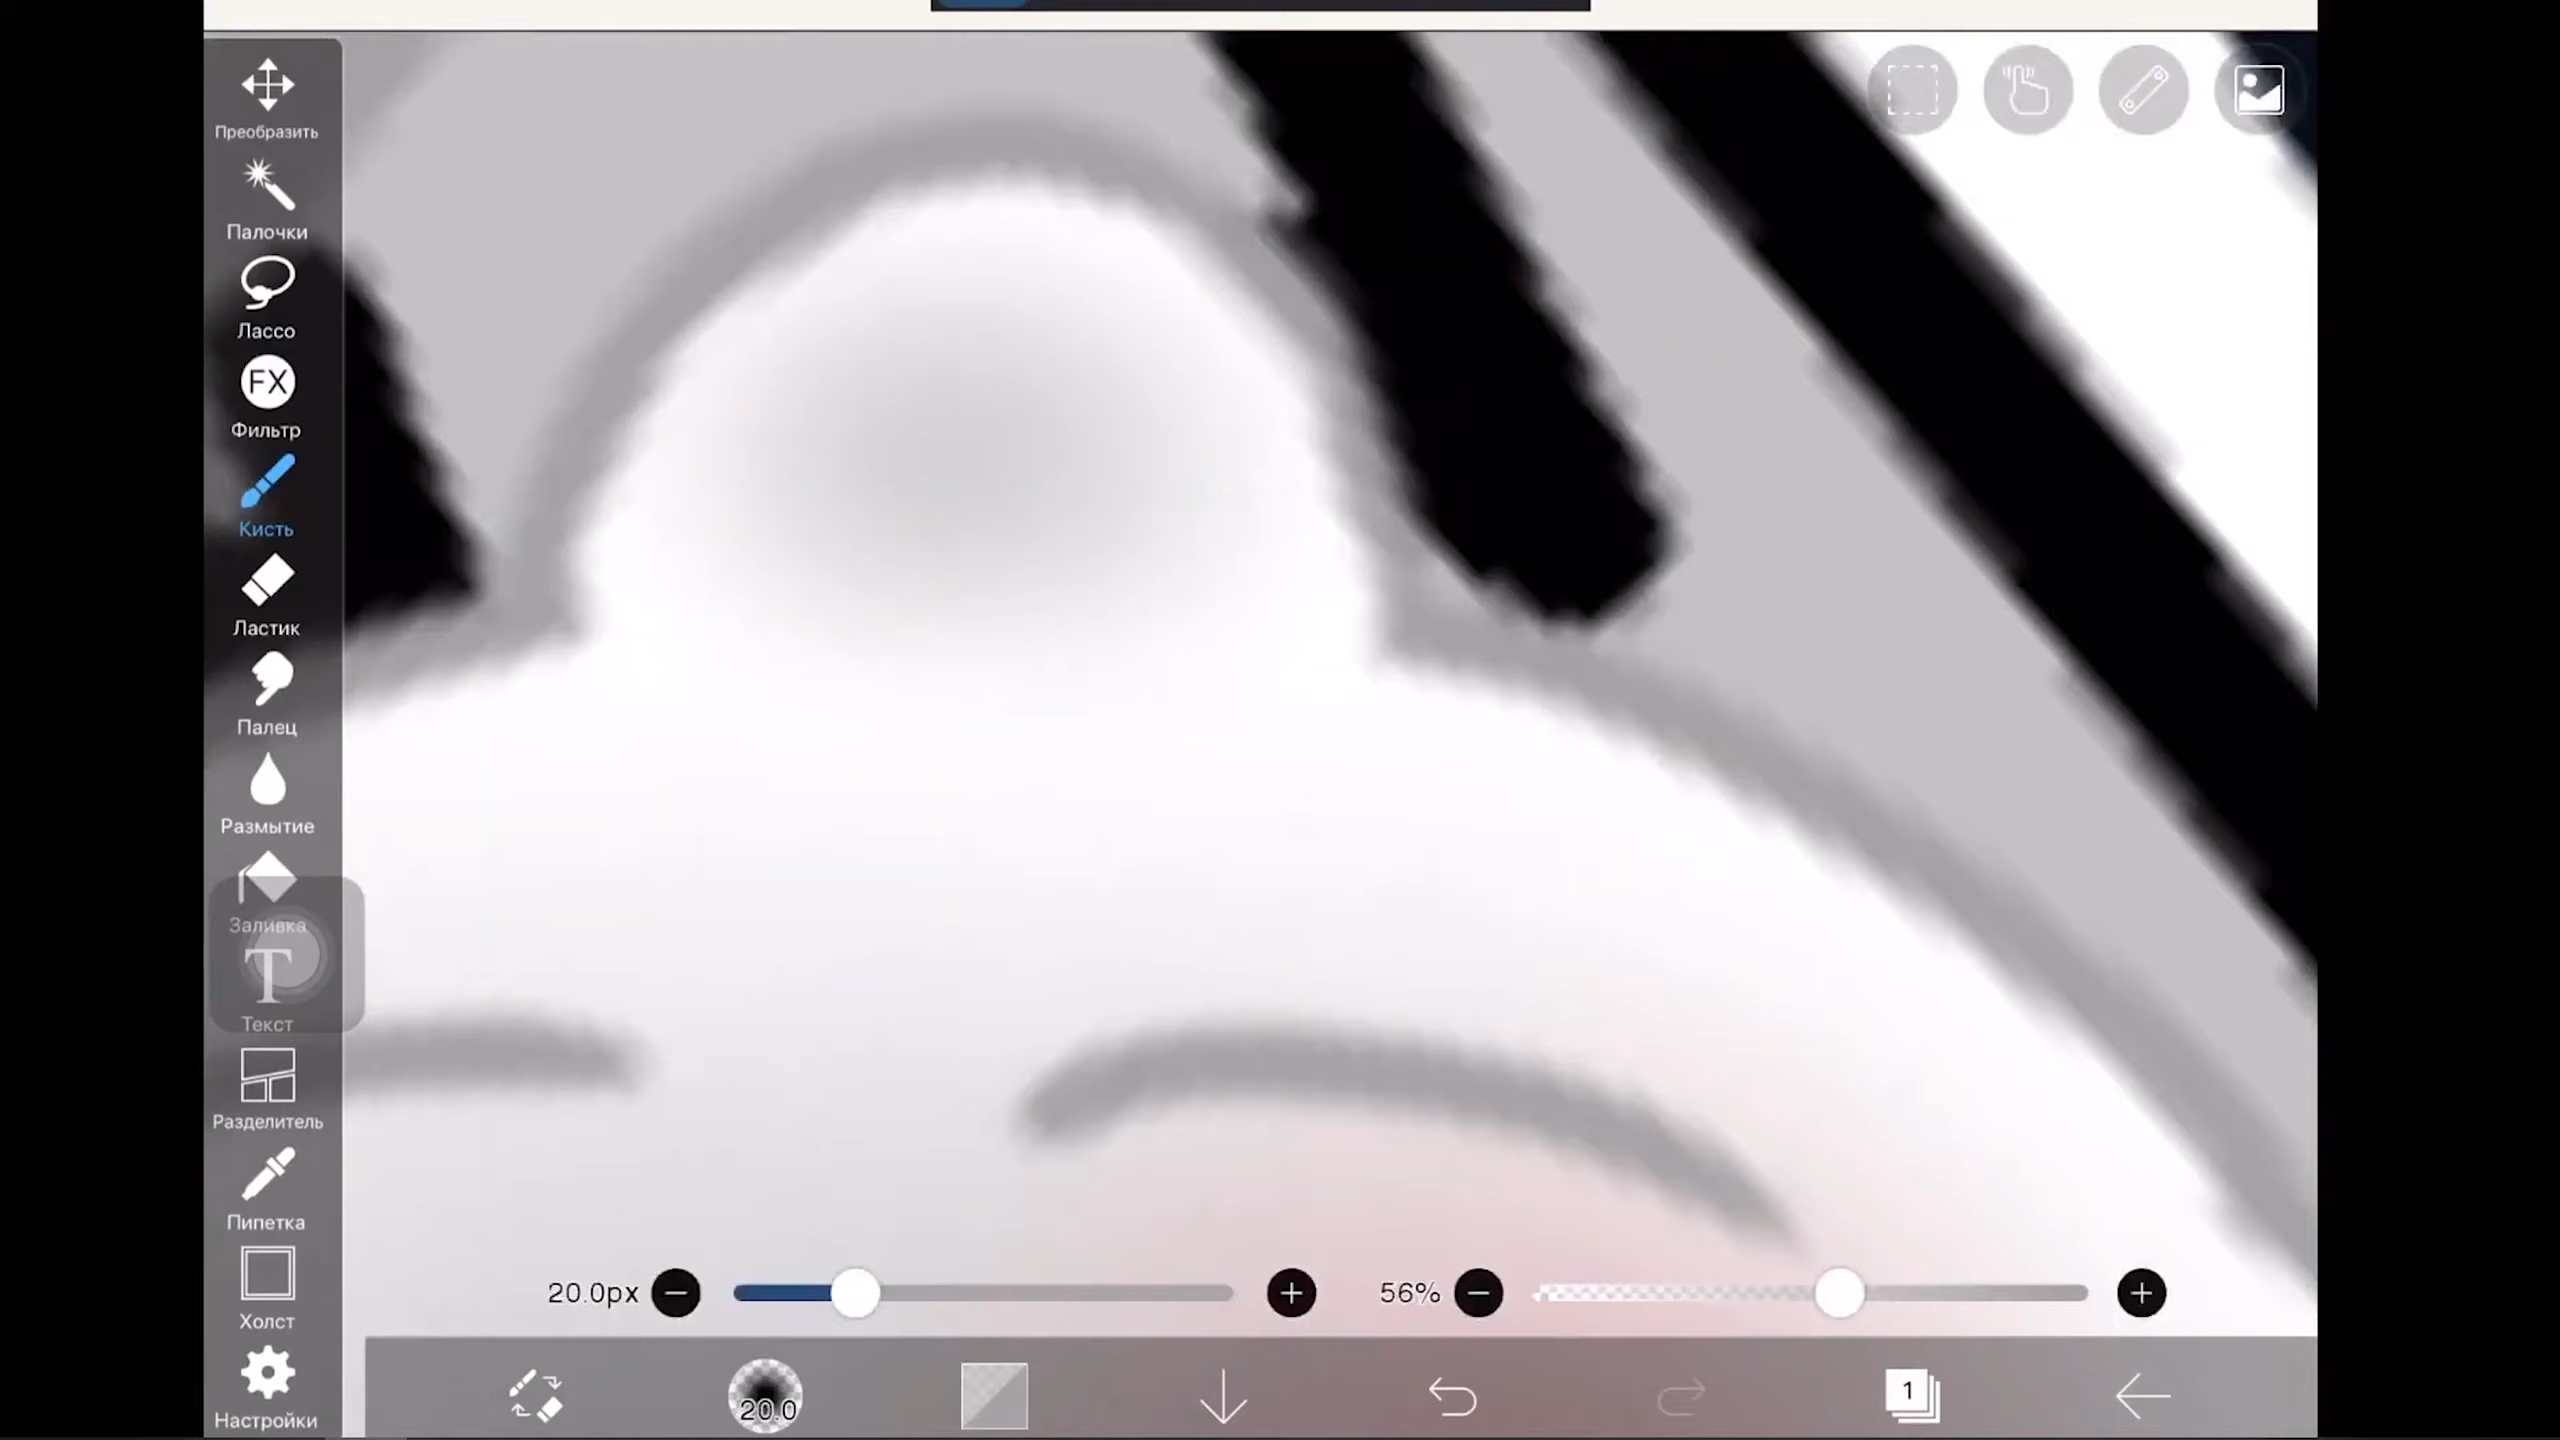 Преобразить
Палочки
Лассо
FX
Фильтр
Кисть
Ластик
Палец
Размытие
Заливка
T
Текст
Разделитель
Пипетка
Холст
Настройки
20.0px
56%
20.0
1